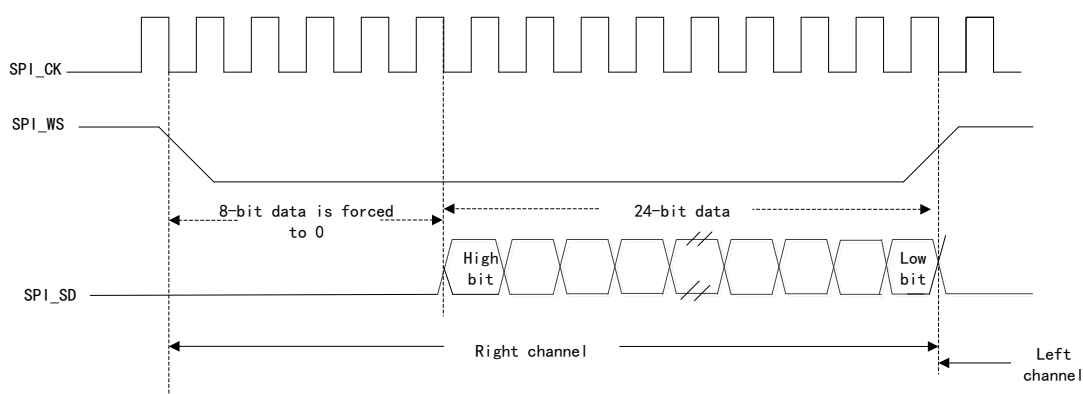 SPI_CK
SPI_WS
8-bit data is forced
to 0
24-bit data
High
bit
Low
bit
SPI_SD
Right channel
Left
channel